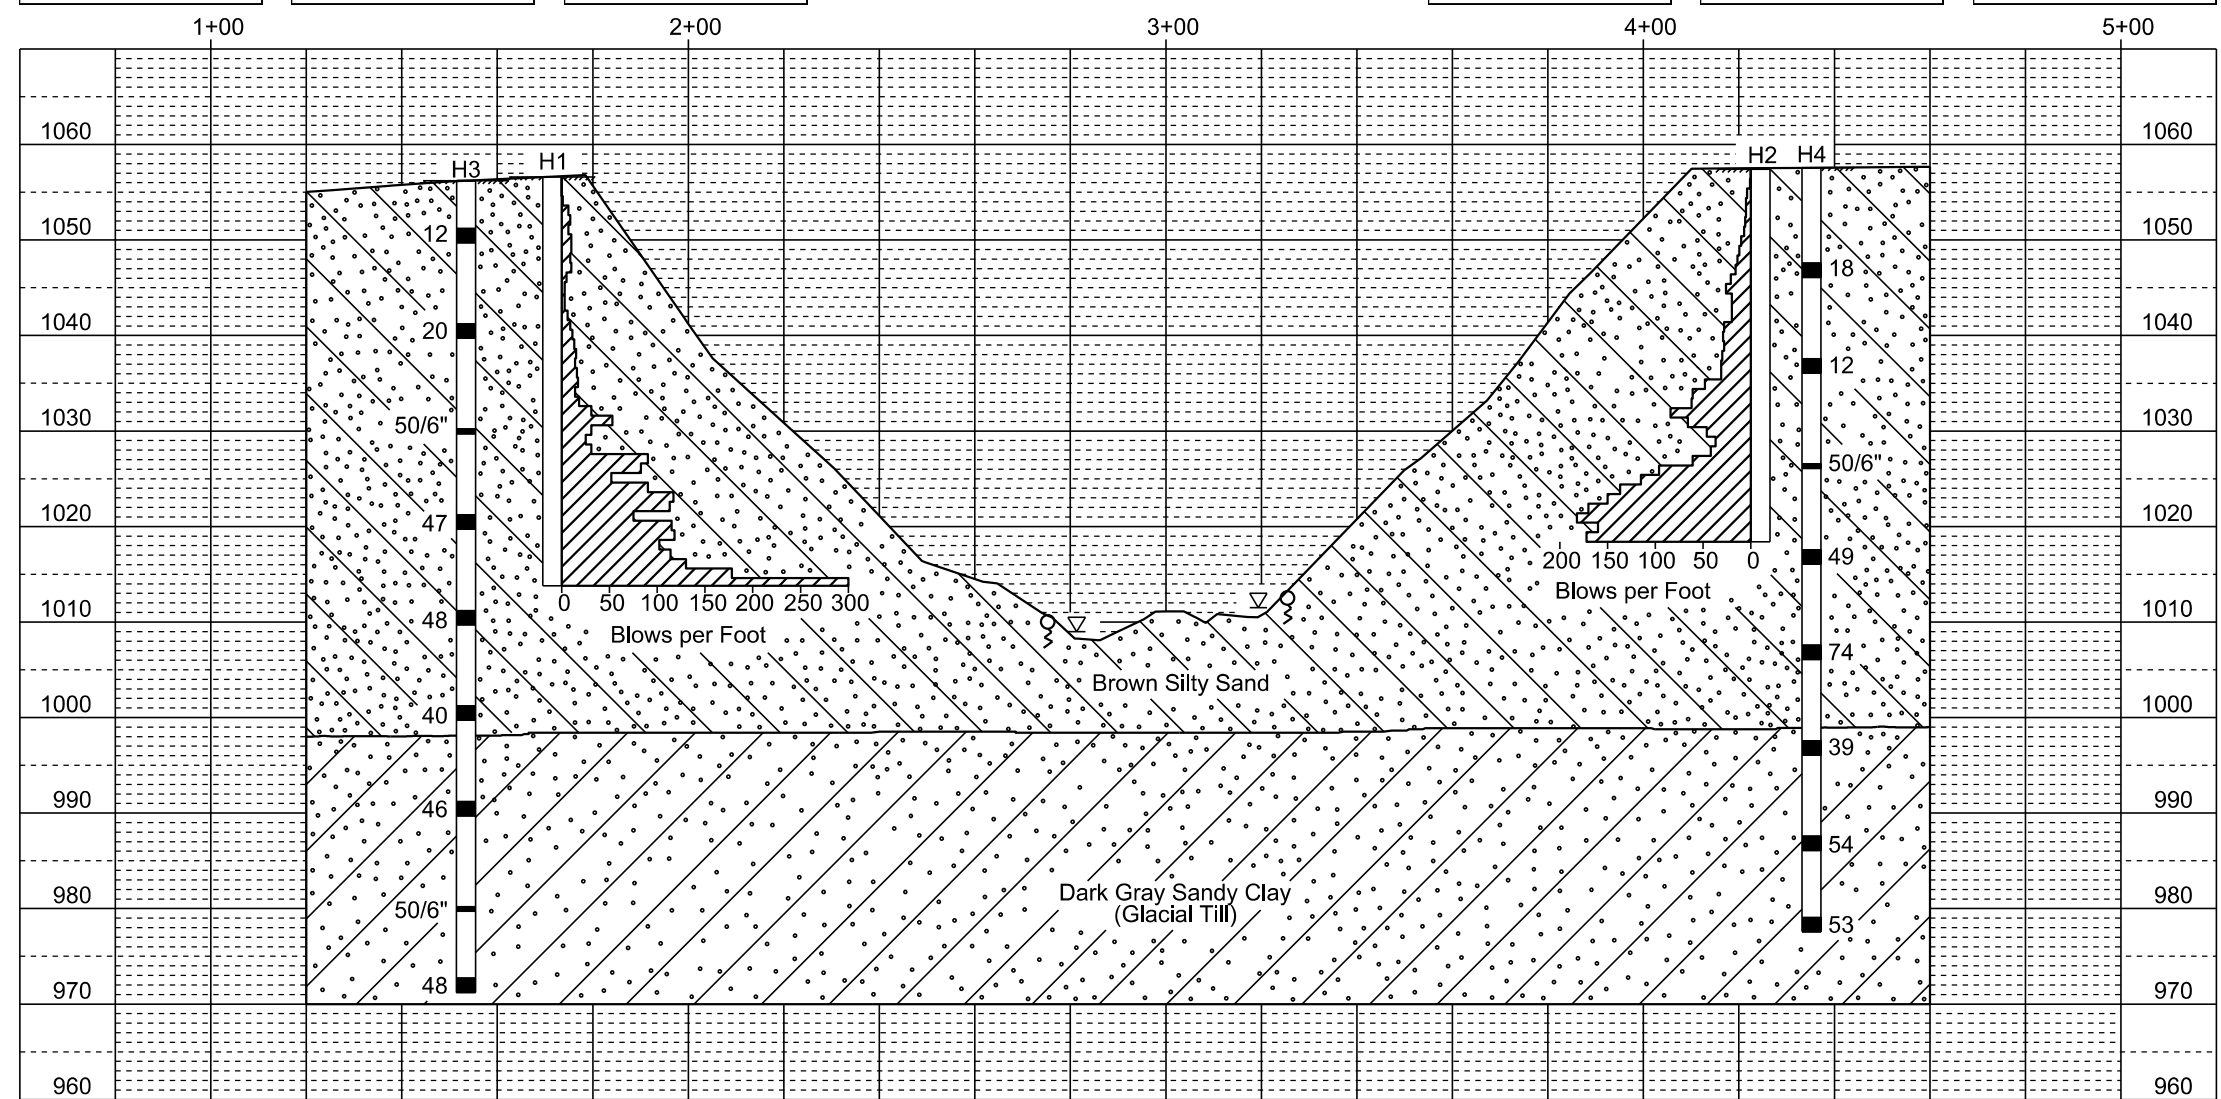 1+00 2+00 3+00 4+00 5+00
1060 1060
H3 H1 H2 H4
1050 12 1050
18
1040 20 1040
12
1030 50/6" 1030
50/6"
1020 47 1020
200 150 100 50 0
49
Blows per Foot
0 50 100 150 200 250 300
1010 48 1010
Blows per Foot
74
Brown Silty Sand
1000 40 1000
39
990 46 990
54
Dark Gray Sandy Clay
980 50/6" 980
(Glacial Till)
53
970 48 970
960 960